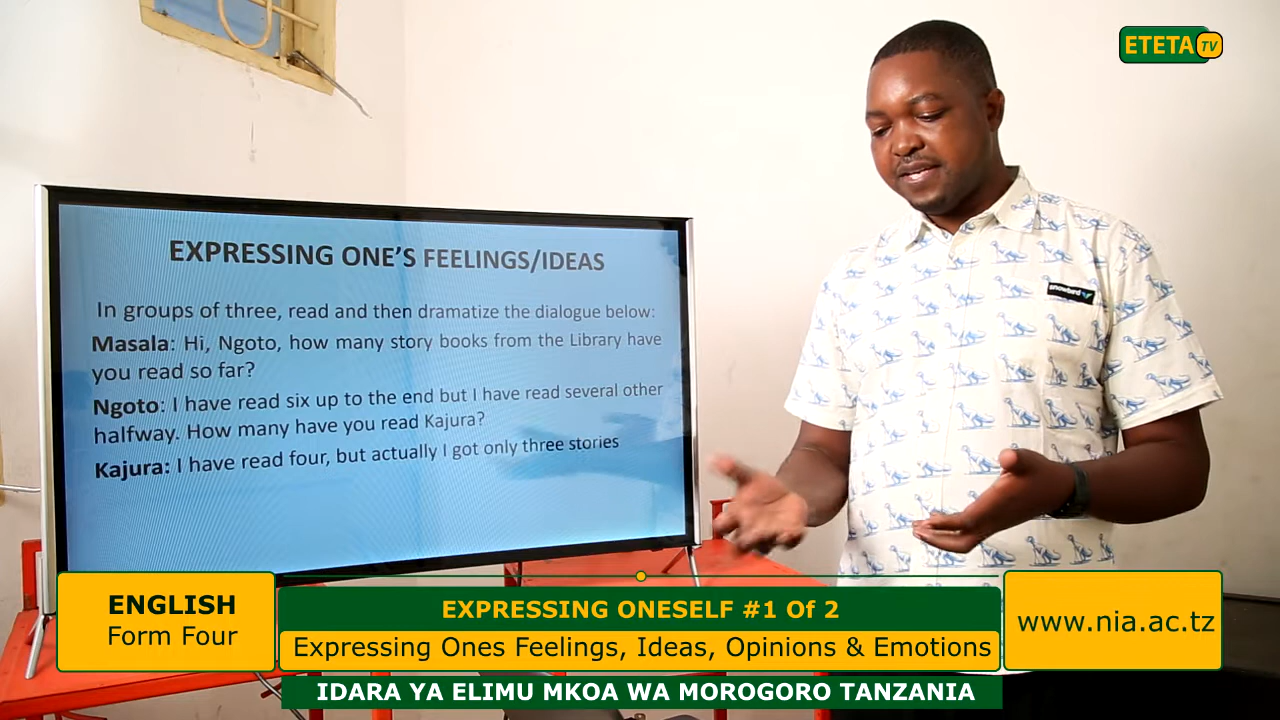 ETETA TV
snowbird
EXPRESSING ONE'S FEELINGS/IDEAS
In groups of three, read and then dramatize the dialogue below:
Masala: Hi, Ngoto, how many story books from the Library have
you read so far?
Ngoto: I have read six up to the end but I have read several other
halfway. How many have you read Kajura?
Kajura: I have read four, but actually I got only three stories
ENGLISH
Form Four
EXPRESSING ONESELF #1 Of 2
Expressing Ones Feelings, Ideas, Opinions & Emotions
www.nia.ac.tz
IDARA YA ELIMU MKOA WA MOROGORO TANZANIA